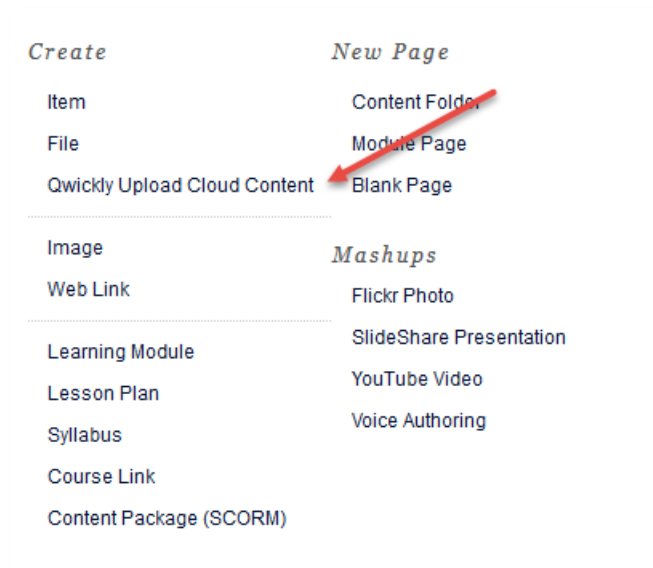 Create
Item
File
Qwickly Upload Cloud Content
Image
Web Link
Learning Module
Lesson Plan
Syllabus
Course Link
Content Package (SCORM)
New Page
Content Folder
Module Page
Blank Page
Mashups
Flickr Photo
SlideShare Presentation
YouTube Video
Voice Authoring